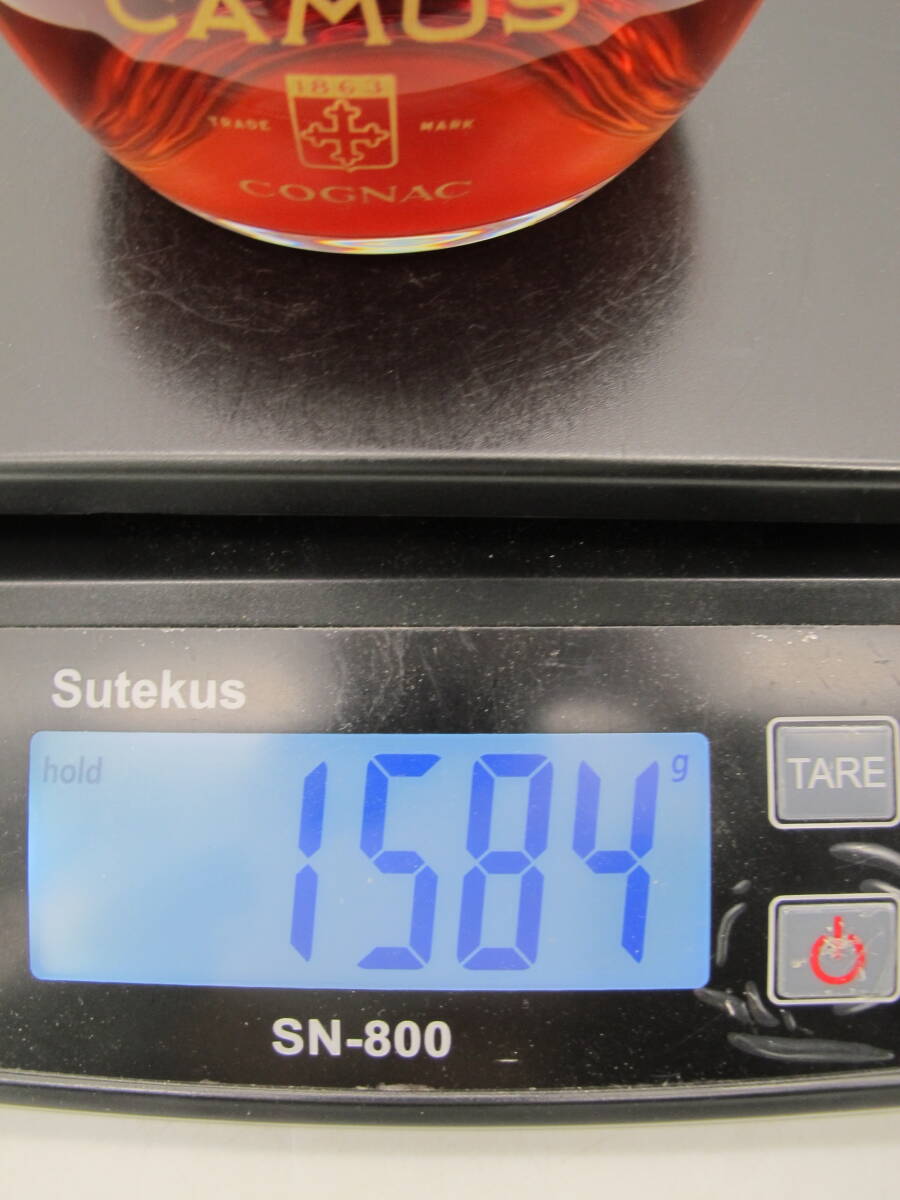 CAMUS
1863
TRADE MARK
COGNAC
Sutekus
hold 1584 g
TARE
SN-800